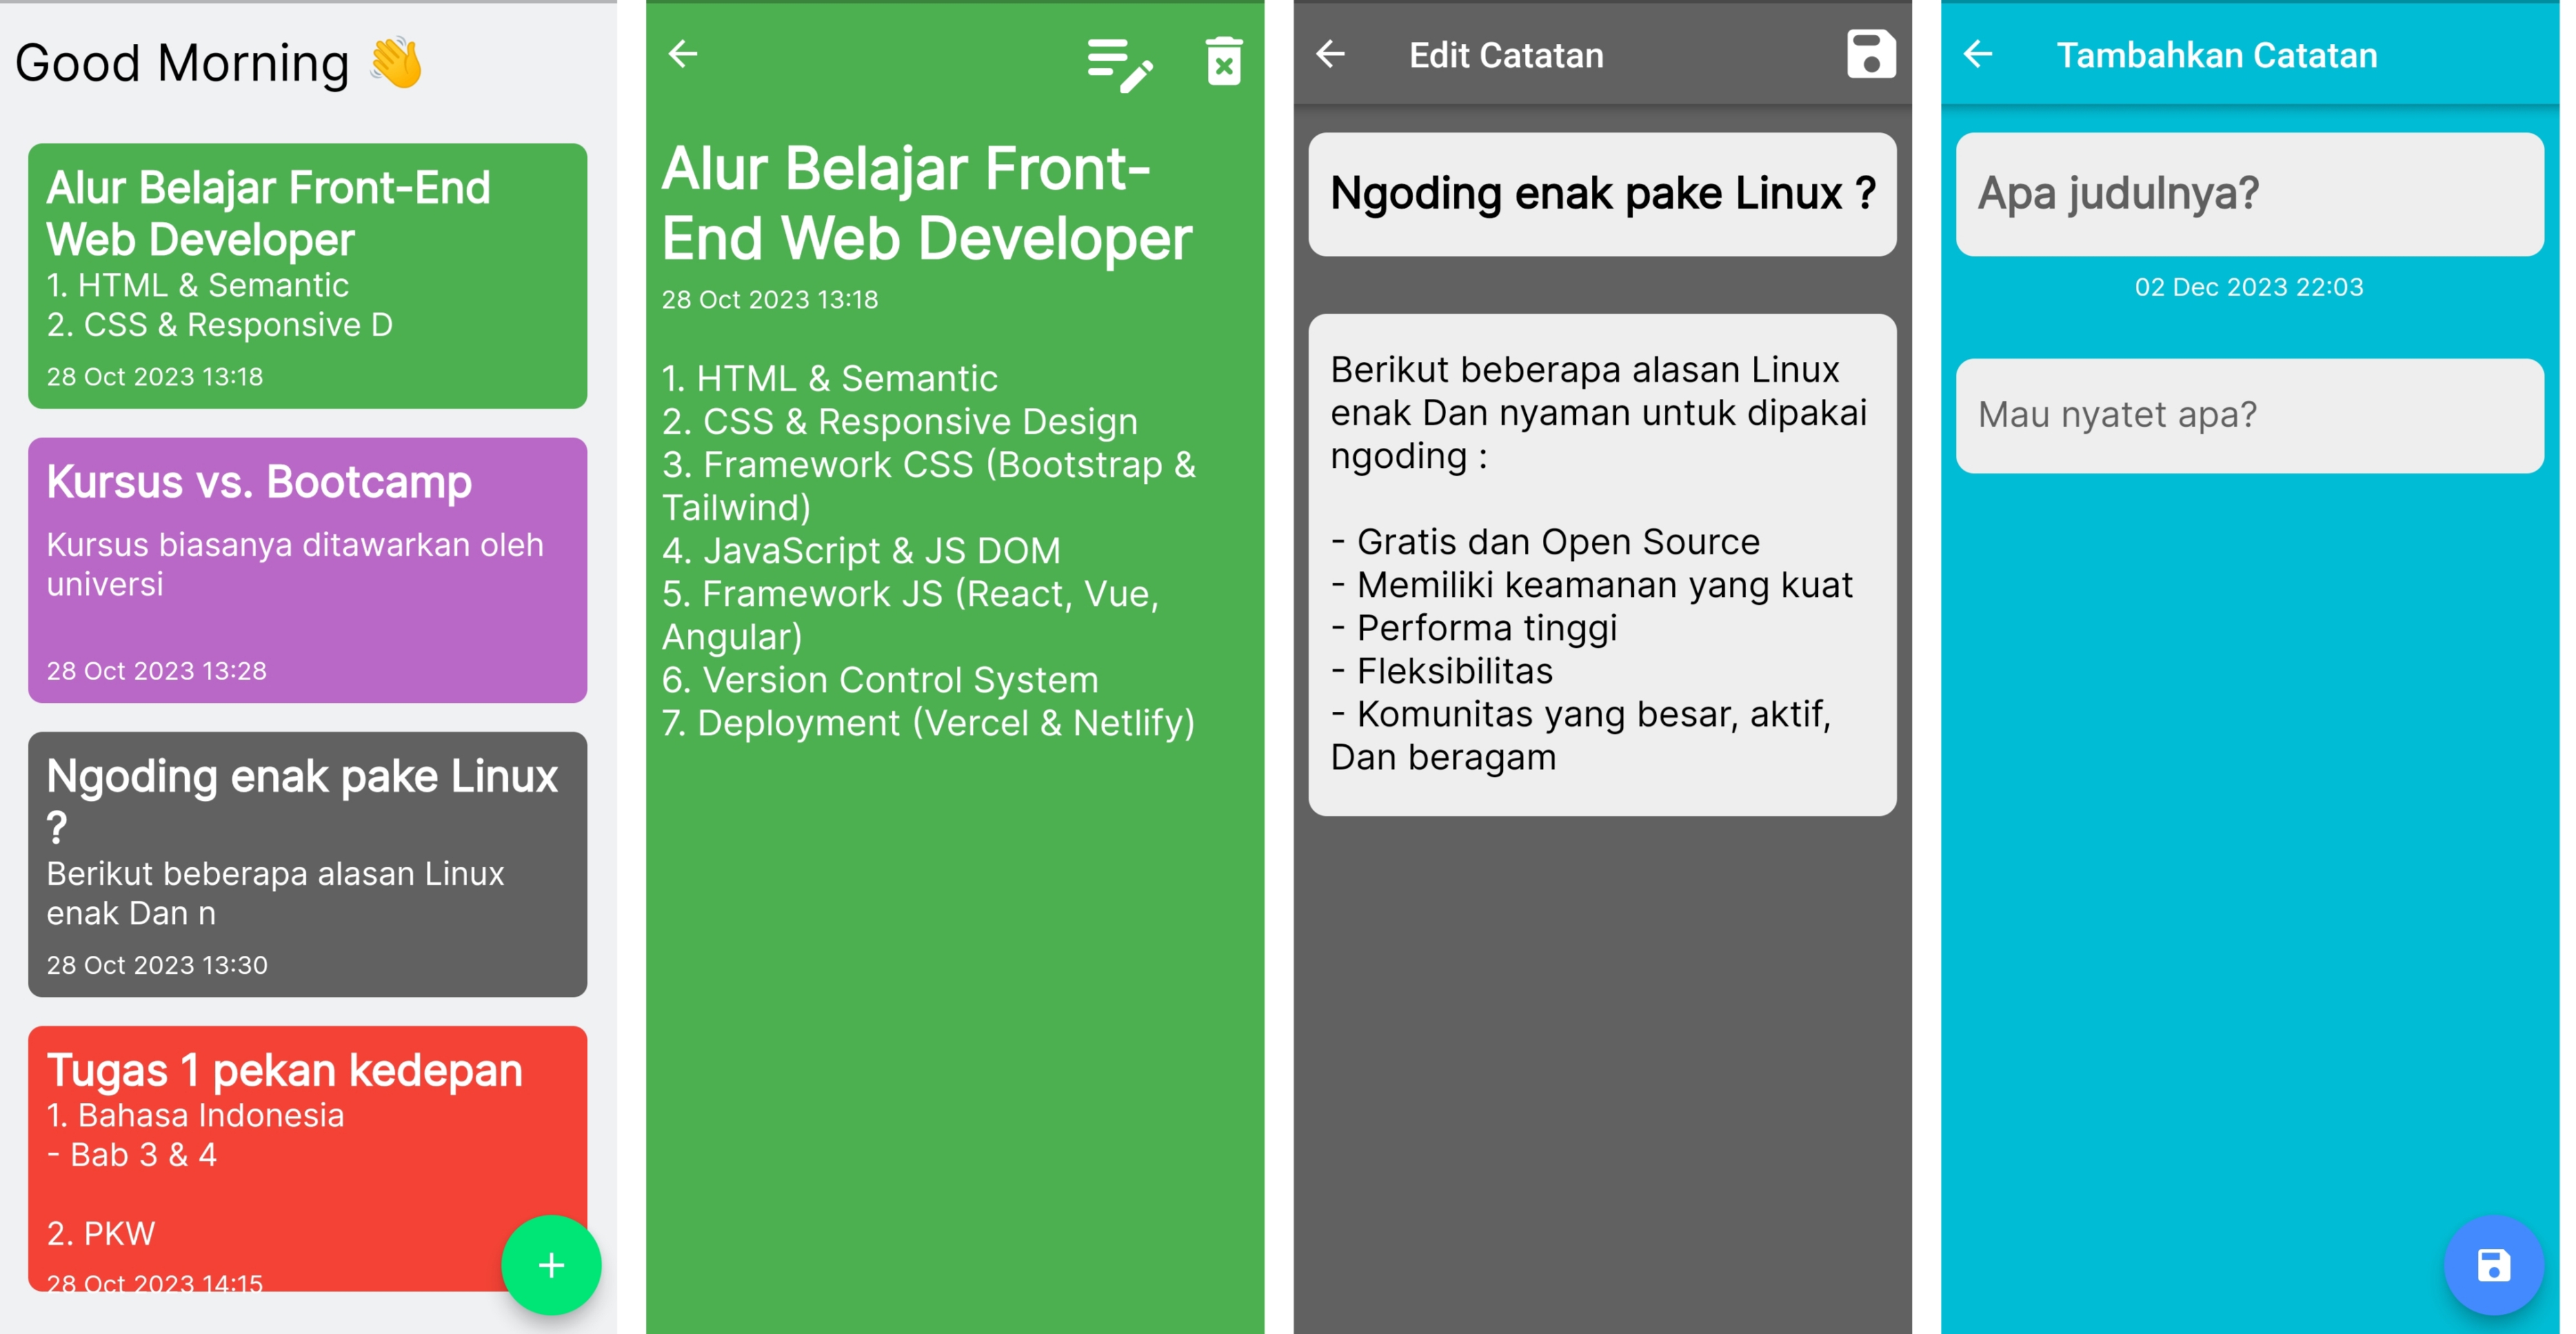 Good Morning 👋
Alur Belajar Front-End
Web Developer
1. HTML & Semantic
2. CSS & Responsive D
28 Oct 2023 13:18
Kursus vs. Bootcamp
Kursus biasanya ditawarkan oleh
universi
28 Oct 2023 13:28
Ngoding enak pake Linux
?
Berikut beberapa alasan Linux
enak Dan n
28 Oct 2023 13:30
Tugas 1 pekan kedepan
1. Bahasa Indonesia
- Bab 3 & 4
2. PKW
28 Oct 2023 14:15
Alur Belajar Front-
End Web Developer
28 Oct 2023 13:18
1. HTML & Semantic
2. CSS & Responsive Design
3. Framework CSS (Bootstrap &
Tailwind)
4. JavaScript & JS DOM
5. Framework JS (React, Vue,
Angular)
6. Version Control System
7. Deployment (Vercel & Netlify)
Edit Catatan
Ngoding enak pake Linux ?
Berikut beberapa alasan Linux
enak Dan nyaman untuk dipakai
ngoding :
- Gratis dan Open Source
- Memiliki keamanan yang kuat
- Performa tinggi
- Fleksibilitas
- Komunitas yang besar, aktif,
Dan beragam
Tambahkan Catatan
Apa judulnya?
02 Dec 2023 22:03
Mau nyatet apa?